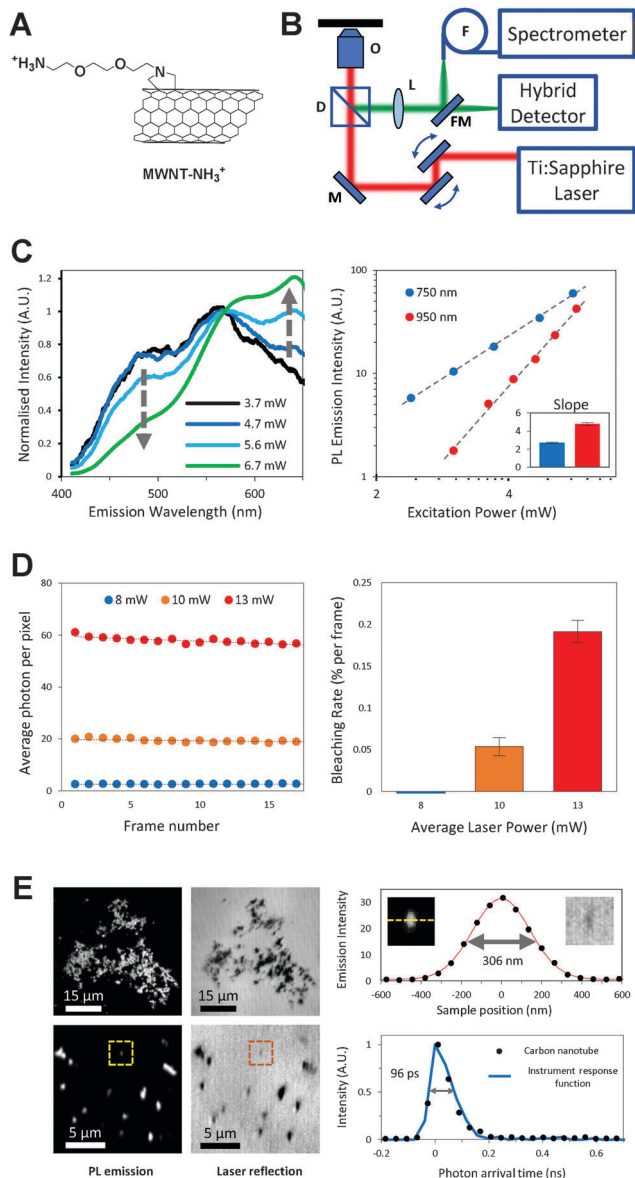 A
⁺H₃N
O
O
N
MWNT-NH₃⁺
B
O
F
Spectrometer
D
L
FM
Hybrid
Detector
M
Ti:Sapphire
Laser
C
Normalised Intensity (A.U.)
1.2
1
0.8
0.6
0.4
0.2
0
400
500
600
Emission Wavelength (nm)
3.7 mW
4.7 mW
5.6 mW
6.7 mW
PL Emission Intensity (A.U.)
100
10
1
2
4
Excitation Power (mW)
750 nm
950 nm
Slope
6
4
2
0
D
Average photon per pixel
80
60
40
20
0
0
5
10
15
Frame number
8 mW
10 mW
13 mW
Bleaching Rate (% per frame)
0.25
0.2
0.15
0.1
0.05
0
8
10
13
Average Laser Power (mW)
E
15 µm
15 µm
5 µm
5 µm
PL emission
Laser reflection
Emission Intensity
30
20
10
0
306 nm
-600
-400
-200
0
200
400
600
Sample position (nm)
Intensity (A.U.)
1
0.5
0
96 ps
Carbon nanotube
Instrument response
function
-0.2
0
0.2
0.4
0.6
Photon arrival time (ns)